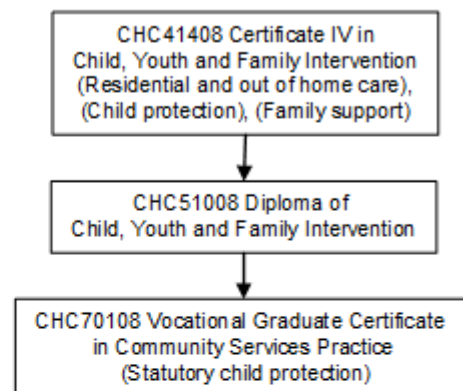 CHC41408 Certificate IV in
Child, Youth and Family Intervention
(Residential and out of home care),
(Child protection), (Family support)
CHC51008 Diploma of
Child, Youth and Family Intervention
CHC70108 Vocational Graduate Certificate
in Community Services Practice
(Statutory child protection)